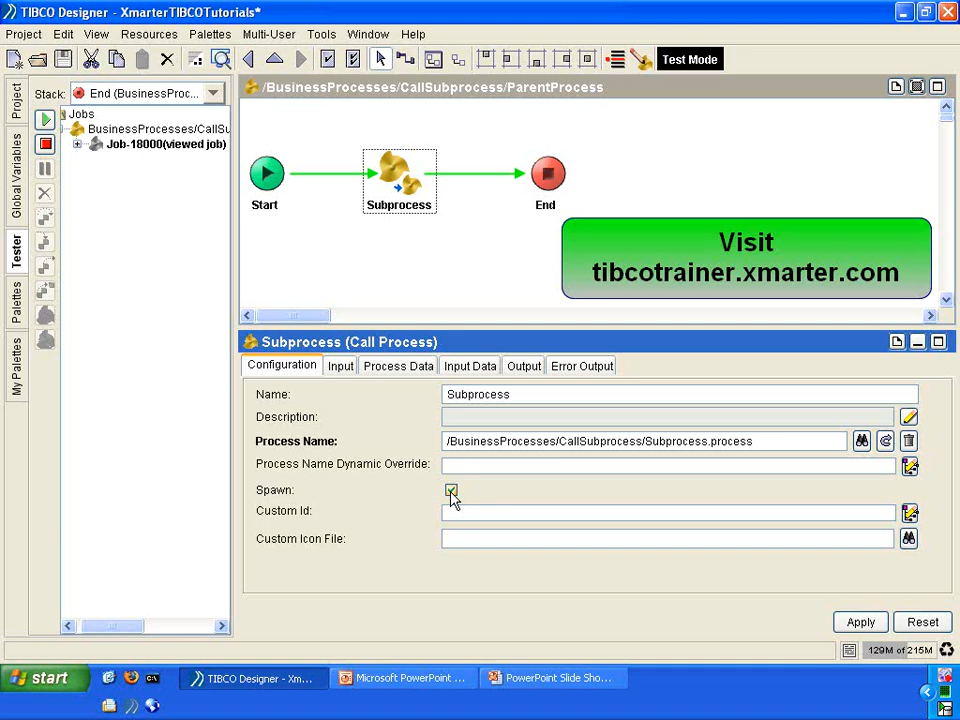 TIBCO Designer - XmarterTIBCOTutorials*
Project Edit View Resources Palettes Multi-User Tools Window Help
Test Mode
Stack: End (BusinessProc...
Jobs
BusinessProcesses/CallSu
Job-18000(viewed job)
Project
Global Variables
Tester
Palettes
My Palettes
/BusinessProcesses/CallSubprocess/ParentProcess
Start
Subprocess
End
Visit
tibcotrainer.xmarter.com
Subprocess (Call Process)
Configuration Input Process Data Input Data Output Error Output
Name: Subprocess
Description:
Process Name: /BusinessProcesses/CallSubprocess/Subprocess.process
Process Name Dynamic Override:
Spawn:
Custom Id:
Custom Icon File:
Apply Reset
129M of 215M
start TIBCO Designer - Xm... Microsoft PowerPoint ... PowerPoint Slide Sho...